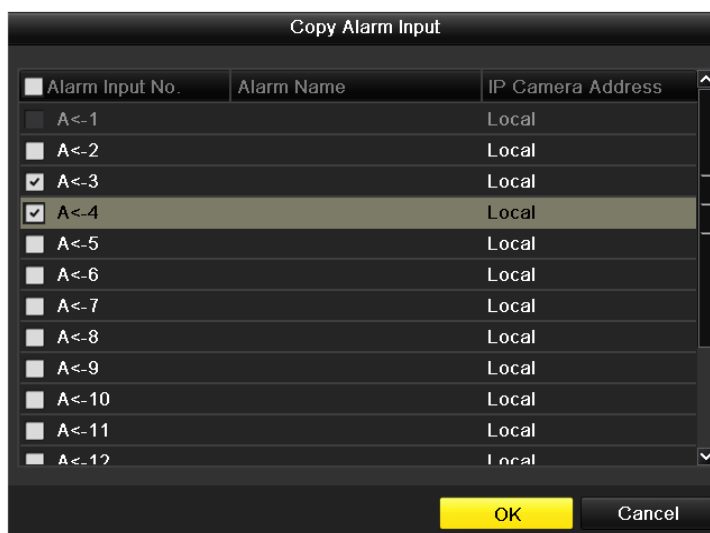 Copy Alarm Input
Alarm Input No. Alarm Name IP Camera Address
A<-1 Local
A<-2 Local
A<-3 Local
A<-4 Local
A<-5 Local
A<-6 Local
A<-7 Local
A<-8 Local
A<-9 Local
A<-10 Local
A<-11 Local
A<-12 Local
OK Cancel